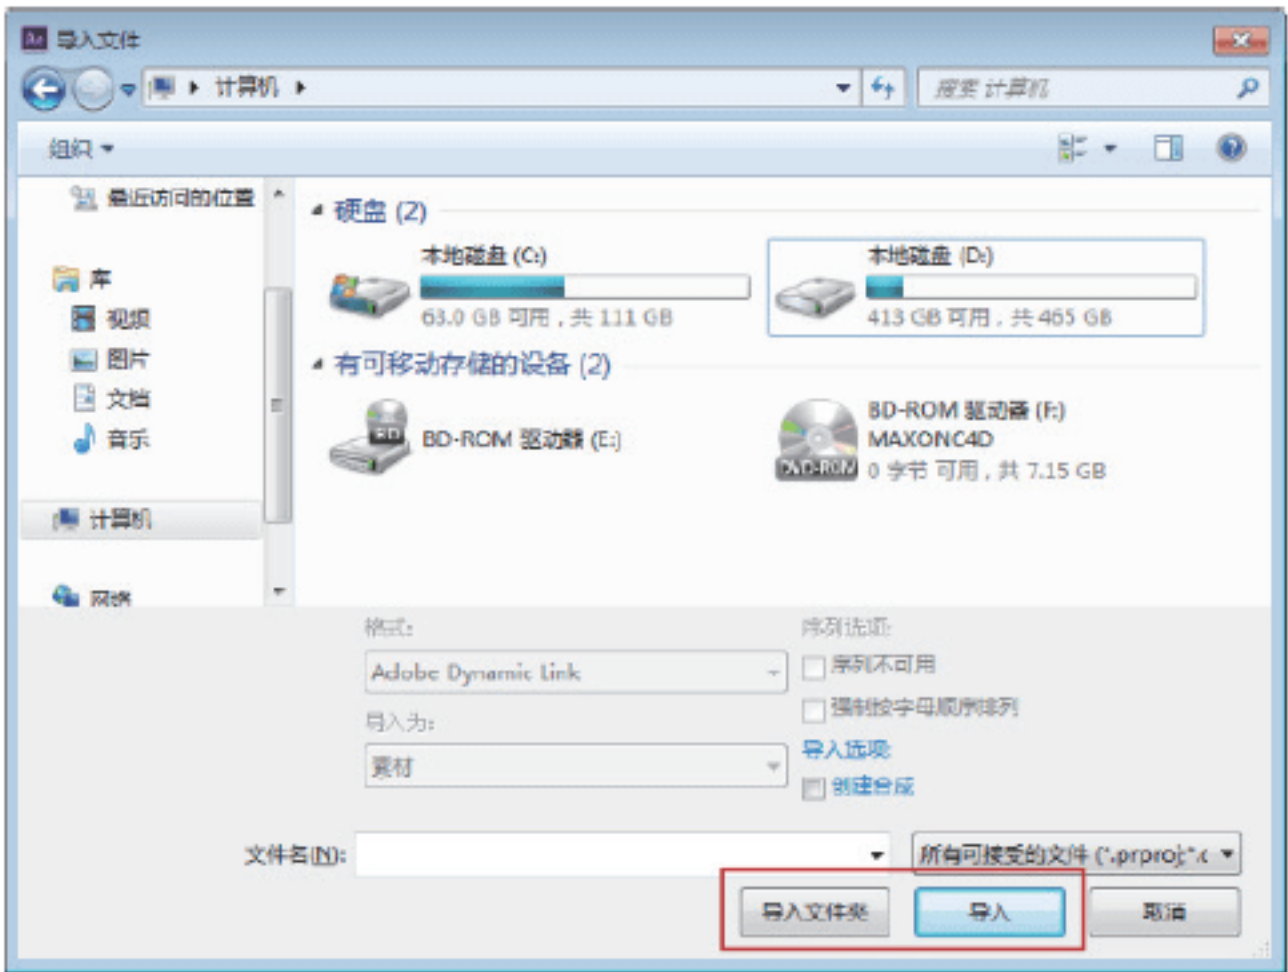 Ae 导入文件
计算机
搜索 计算机
组织
最近访问的位置
库
视频
图片
文档
音乐
计算机
网络
硬盘 (2)
本地磁盘 (C:)
63.0 GB 可用，共 111 GB
本地磁盘 (D:)
413 GB 可用，共 465 GB
有可移动存储的设备 (2)
BD
BD-ROM 驱动器 (E:)
DVD-ROM
BD-ROM 驱动器 (F:)
MAXONC4D
0 字节 可用，共 7.15 GB
格式:
Adobe Dynamic Link
导入为:
素材
序列选项:
序列不可用
强制按字母顺序排列
导入选项:
创建合成
文件名(N):
所有可接受的文件 (*.prproj;*.c
导入文件夹
导入
取消